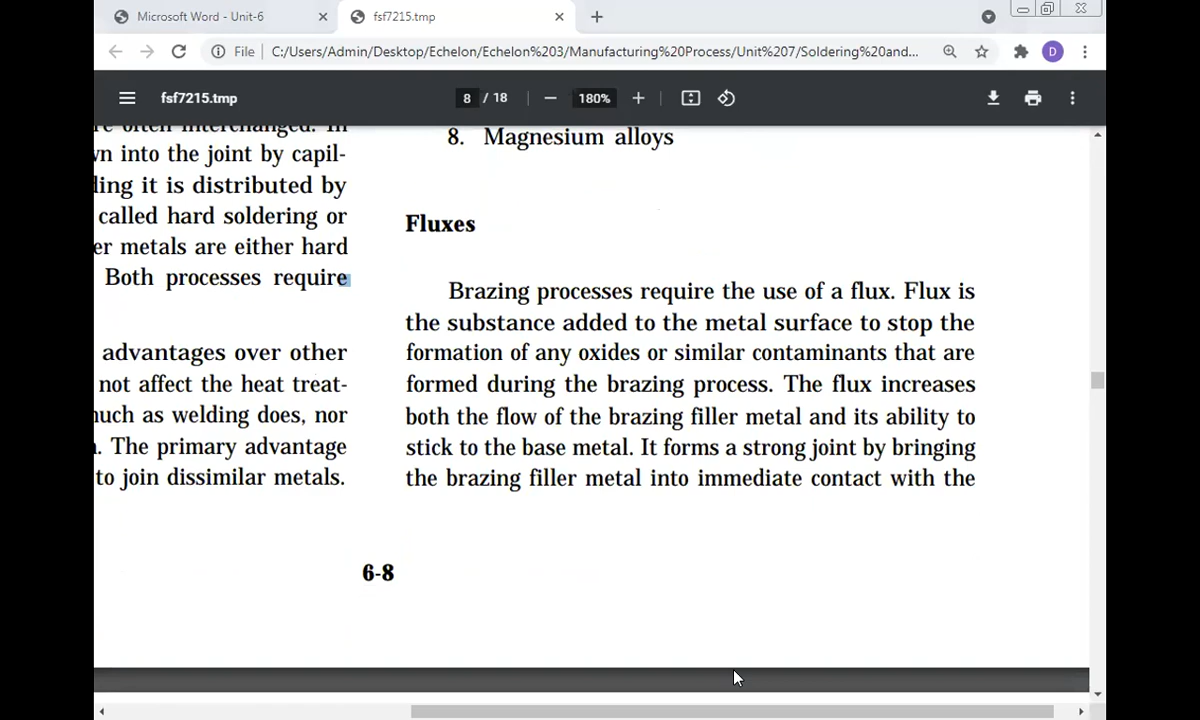 Microsoft Word - Unit-6
fsf7215.tmp
File
C:/Users/Admin/Desktop/Echelon/Echelon%203/Manufacturing%20Process/Unit%207/Soldering%20and...
D
fsf7215.tmp
8 / 18
180%
re often interchanged. In
wn into the joint by capil-
ding it is distributed by
called hard soldering or
er metals are either hard
Both processes require
advantages over other
not affect the heat treat-
much as welding does, nor
. The primary advantage
to join dissimilar metals.
8. Magnesium alloys
Fluxes
Brazing processes require the use of a flux. Flux is
the substance added to the metal surface to stop the
formation of any oxides or similar contaminants that are
formed during the brazing process. The flux increases
both the flow of the brazing filler metal and its ability to
stick to the base metal. It forms a strong joint by bringing
the brazing filler metal into immediate contact with the
6-8